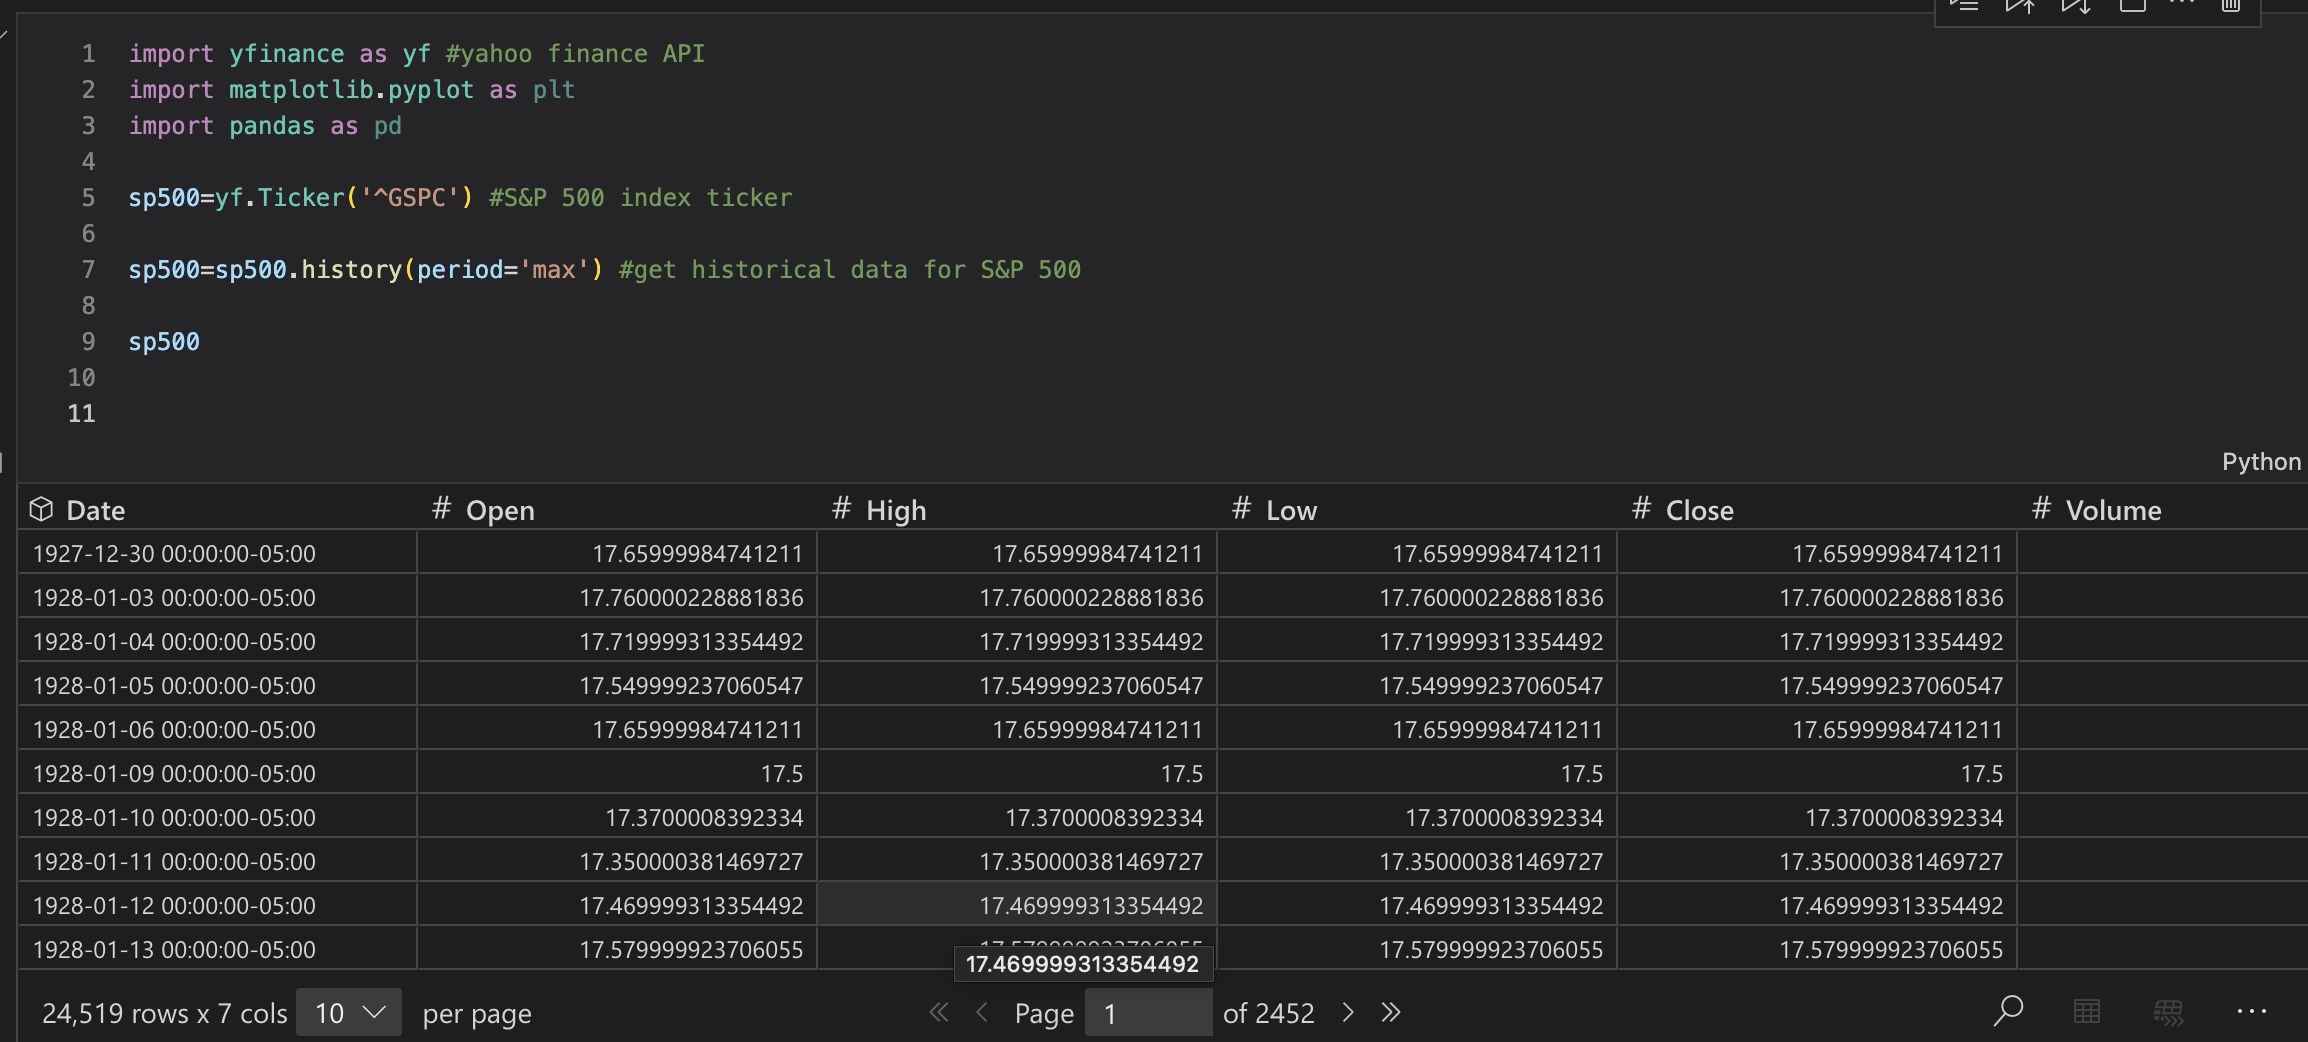 1 import yfinance as yf #yahoo finance API
2 import matplotlib.pyplot as plt
3 import pandas as pd
4
5 sp500=yf.Ticker('^GSPC') #S&P 500 index ticker
6
7 sp500=sp500.history(period='max') #get historical data for S&P 500
8
9 sp500
10
11
Python
Date # Open # High # Low # Close # Volume
1927-12-30 00:00:00-05:00 17.65999984741211 17.65999984741211 17.65999984741211 17.65999984741211
1928-01-03 00:00:00-05:00 17.760000228881836 17.760000228881836 17.760000228881836 17.760000228881836
1928-01-04 00:00:00-05:00 17.719999313354492 17.719999313354492 17.719999313354492 17.719999313354492
1928-01-05 00:00:00-05:00 17.549999237060547 17.549999237060547 17.549999237060547 17.549999237060547
1928-01-06 00:00:00-05:00 17.65999984741211 17.65999984741211 17.65999984741211 17.65999984741211
1928-01-09 00:00:00-05:00 17.5 17.5 17.5 17.5
1928-01-10 00:00:00-05:00 17.3700008392334 17.3700008392334 17.3700008392334 17.3700008392334
1928-01-11 00:00:00-05:00 17.350000381469727 17.350000381469727 17.350000381469727 17.350000381469727
1928-01-12 00:00:00-05:00 17.469999313354492 17.469999313354492 17.469999313354492 17.469999313354492
1928-01-13 00:00:00-05:00 17.579999923706055 17.579999923706055 17.579999923706055
17.469999313354492
24,519 rows x 7 cols 10 per page Page 1 of 2452